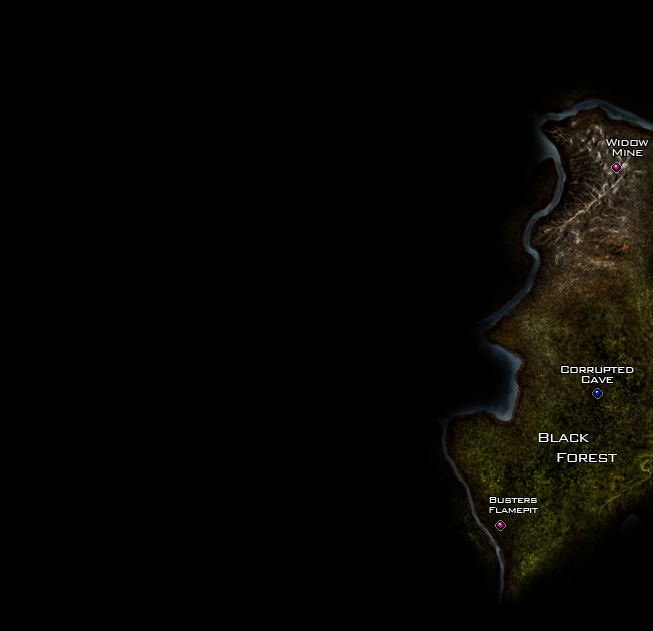 Widow
Mine
Corrupted
Cave
Black
Forest
Busters
Flamepit